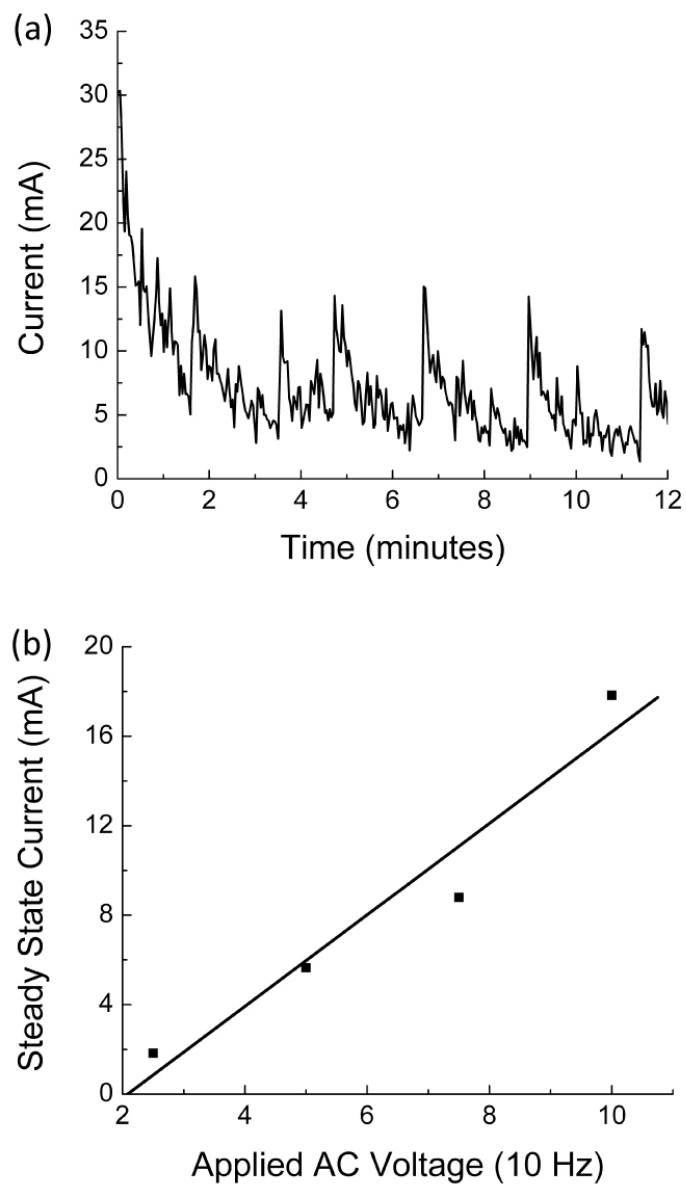 (a)
35
30
25
20
15
10
5
0
Current (mA)
0 2 4 6 8 10 12
Time (minutes)
(b)
20
16
12
8
4
0
Steady State Current (mA)
2 4 6 8 10
Applied AC Voltage (10 Hz)